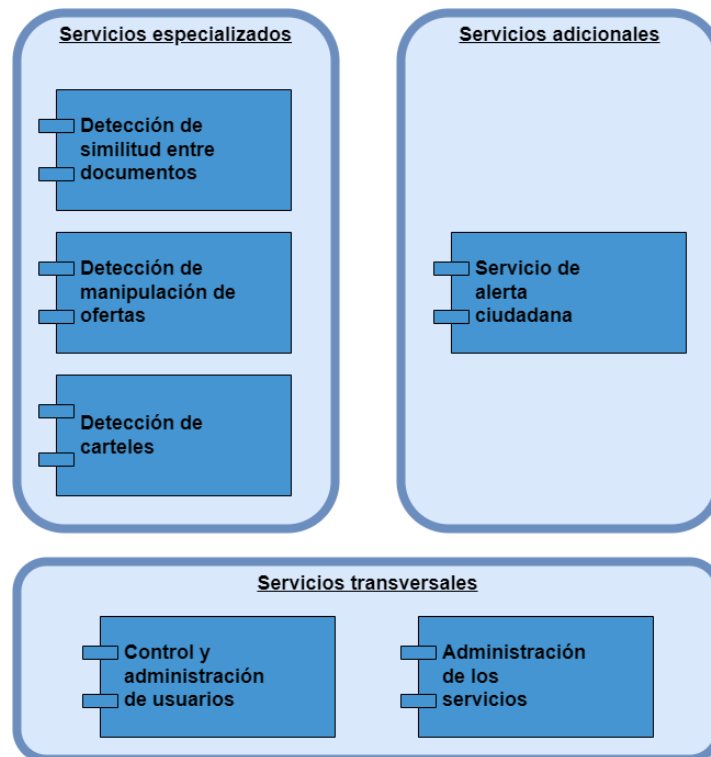 Servicios especializados
Detección de
similitud entre
documentos
Detección de
manipulación de
ofertas
Detección de
carteles
Servicios adicionales
Servicio de
alerta
ciudadana
Servicios transversales
Control y
administración
de usuarios
Administración
de los
servicios